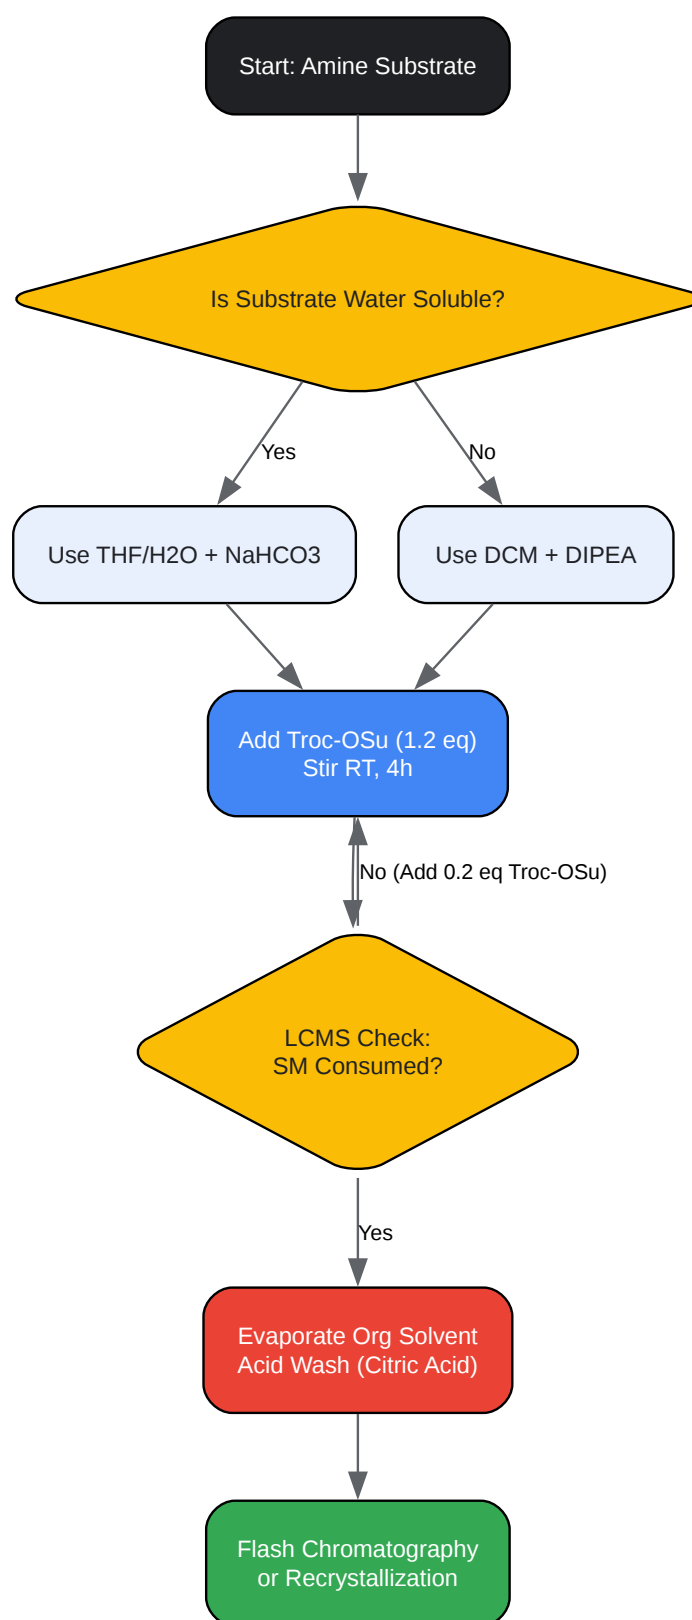 Start: Amine Substrate
Is Substrate Water Soluble?
Yes
No
Use THF/H2O + NaHCO3
Use DCM + DIPEA
Add Troc-OSu (1.2 eq)
Stir RT, 4h
No (Add 0.2 eq Troc-OSu)
LCMS Check:
SM Consumed?
Yes
Evaporate Org Solvent
Acid Wash (Citric Acid)
Flash Chromatography
or Recrystallization